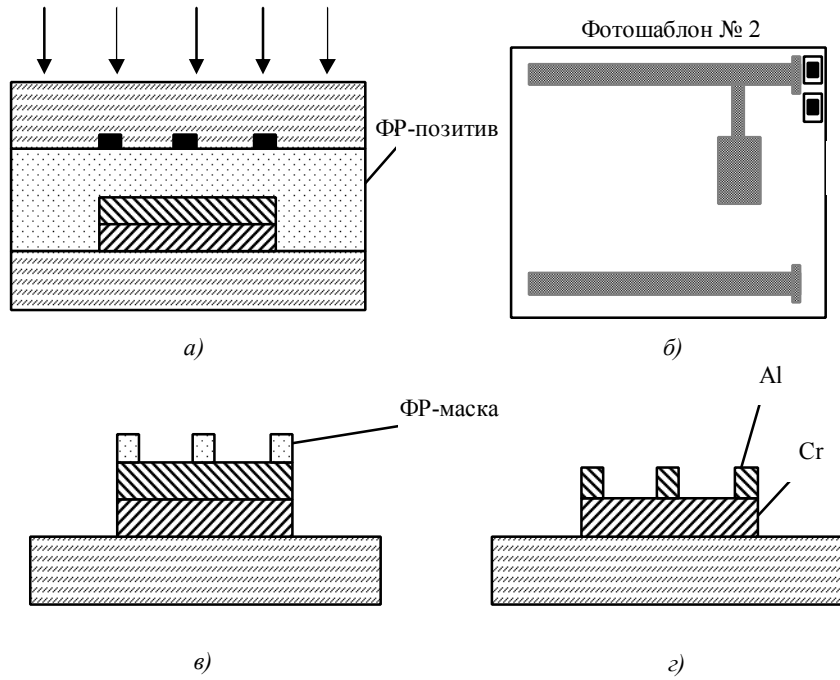 Фотошаблон № 2
ФР-позитив
а)
б)
ФР-маска
Al
Cr
в)
г)